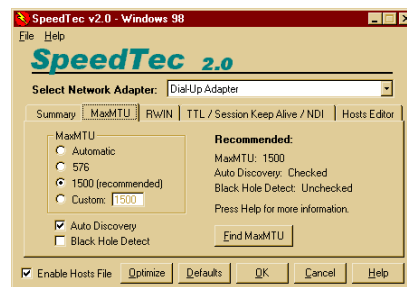 SpeedTec v2.0 - Windows 98
File Help
SpeedTec 2.0
Select Network Adapter: Dial-Up Adapter
Summary MaxMTU RWIN TTL / Session Keep Alive / NDI Hosts Editor
MaxMTU
Automatic
576
1500 (recommended)
Custom: 1500
Auto Discovery
Black Hole Detect
Recommended:
MaxMTU: 1500
Auto Discovery: Checked
Black Hole Detect: Unchecked
Press Help for more information.
Find MaxMTU
Enable Hosts File Optimize Defaults OK Cancel Help